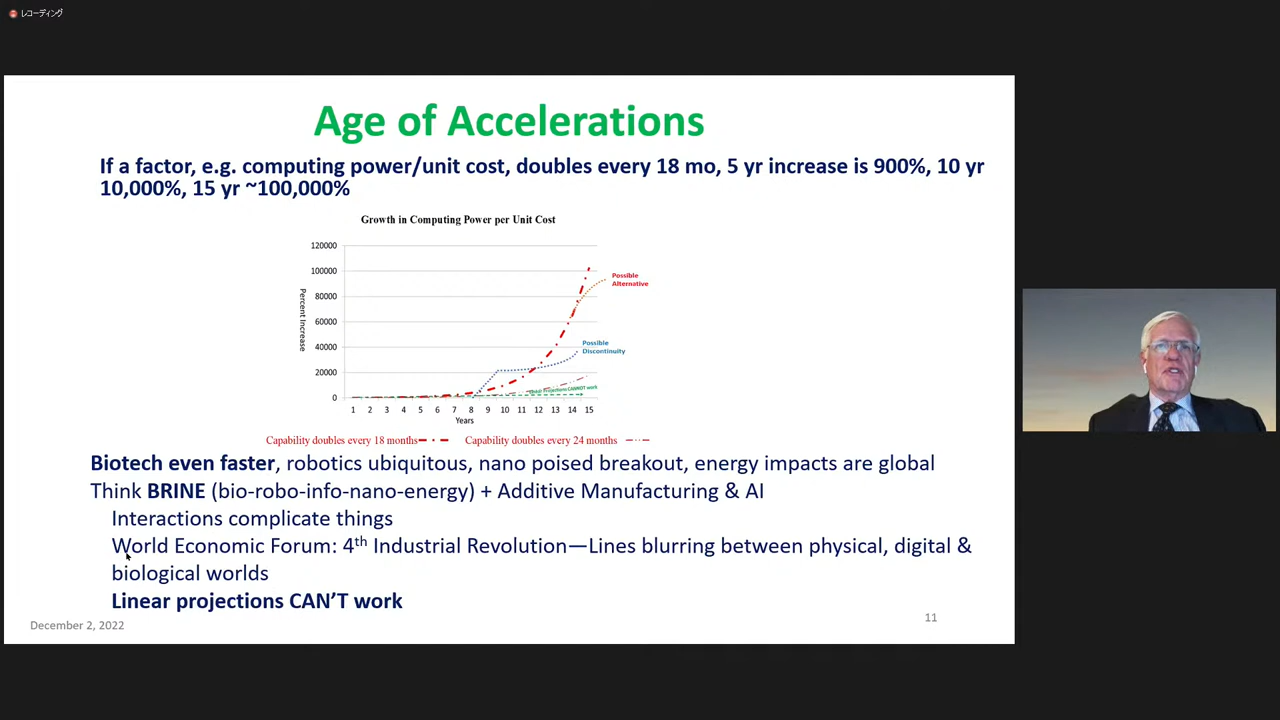 レコーディング
Age of Accelerations
If a factor, e.g. computing power/unit cost, doubles every 18 mo, 5 yr increase is 900%, 10 yr
10,000%, 15 yr ~100,000%
Growth in Computing Power per Unit Cost
120000
100000
80000
60000
40000
20000
0
Percent Increase
Possible
Alternative
Possible
Discontinuity
Linear Projections CANNOT work
1 2 3 4 5 6 7 8 9 10 11 12 13 14 15
Years
Capability doubles every 18 months
Capability doubles every 24 months
Biotech even faster, robotics ubiquitous, nano poised breakout, energy impacts are global
Think BRINE (bio-robo-info-nano-energy) + Additive Manufacturing & AI
Interactions complicate things
World Economic Forum: 4th Industrial Revolution—Lines blurring between physical, digital &
biological worlds
Linear projections CAN’T work
December 2, 2022
11